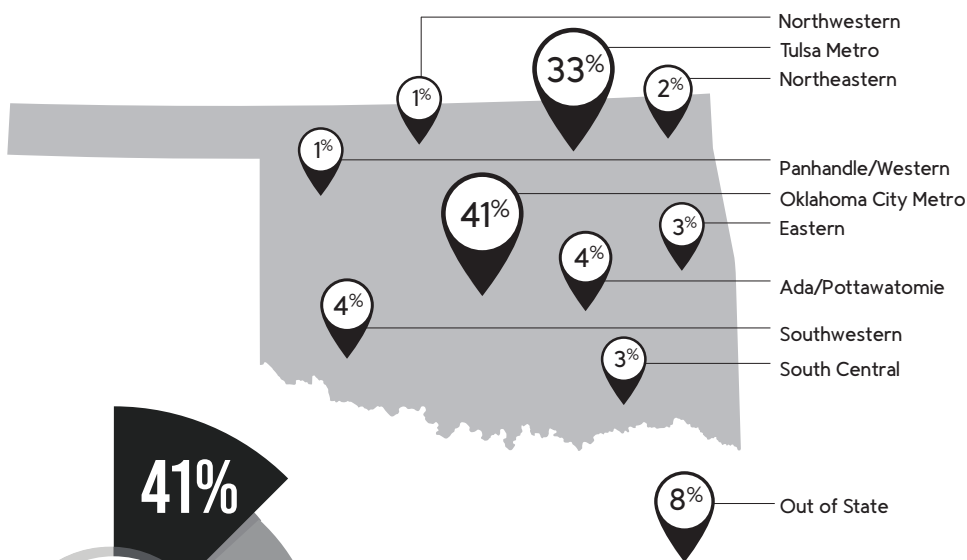 Northwestern
33%
Tulsa Metro
2%
Northeastern
1%
1%
Panhandle/Western
41%
Oklahoma City Metro
3%
Eastern
4%
Ada/Pottawatomie
4%
Southwestern
3%
South Central
41%
8%
Out of State